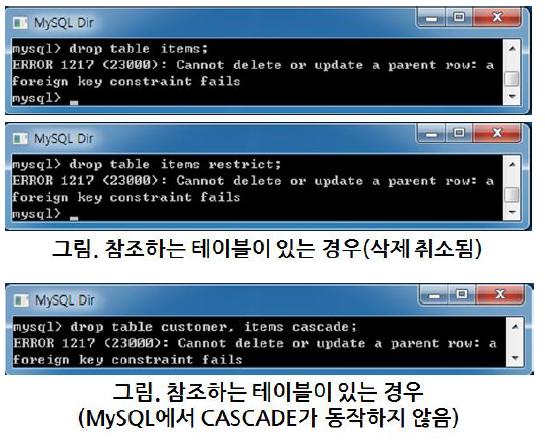 MySQL Dir
mysql> drop table items;
ERROR 1217 (23000): Cannot delete or update a parent row: a
foreign key constraint fails
mysql> _
MySQL Dir
mysql> drop table items restrict;
ERROR 1217 (23000): Cannot delete or update a parent row: a
foreign key constraint fails
mysql> _
그림. 참조하는 테이블이 있는 경우(삭제 취소됨)
MySQL Dir
mysql> drop table customer, items cascade;
ERROR 1217 (23000): Cannot delete or update a parent row: a
foreign key constraint fails
그림. 참조하는 테이블이 있는 경우
(MySQL에서 CASCADE가 동작하지 않음)